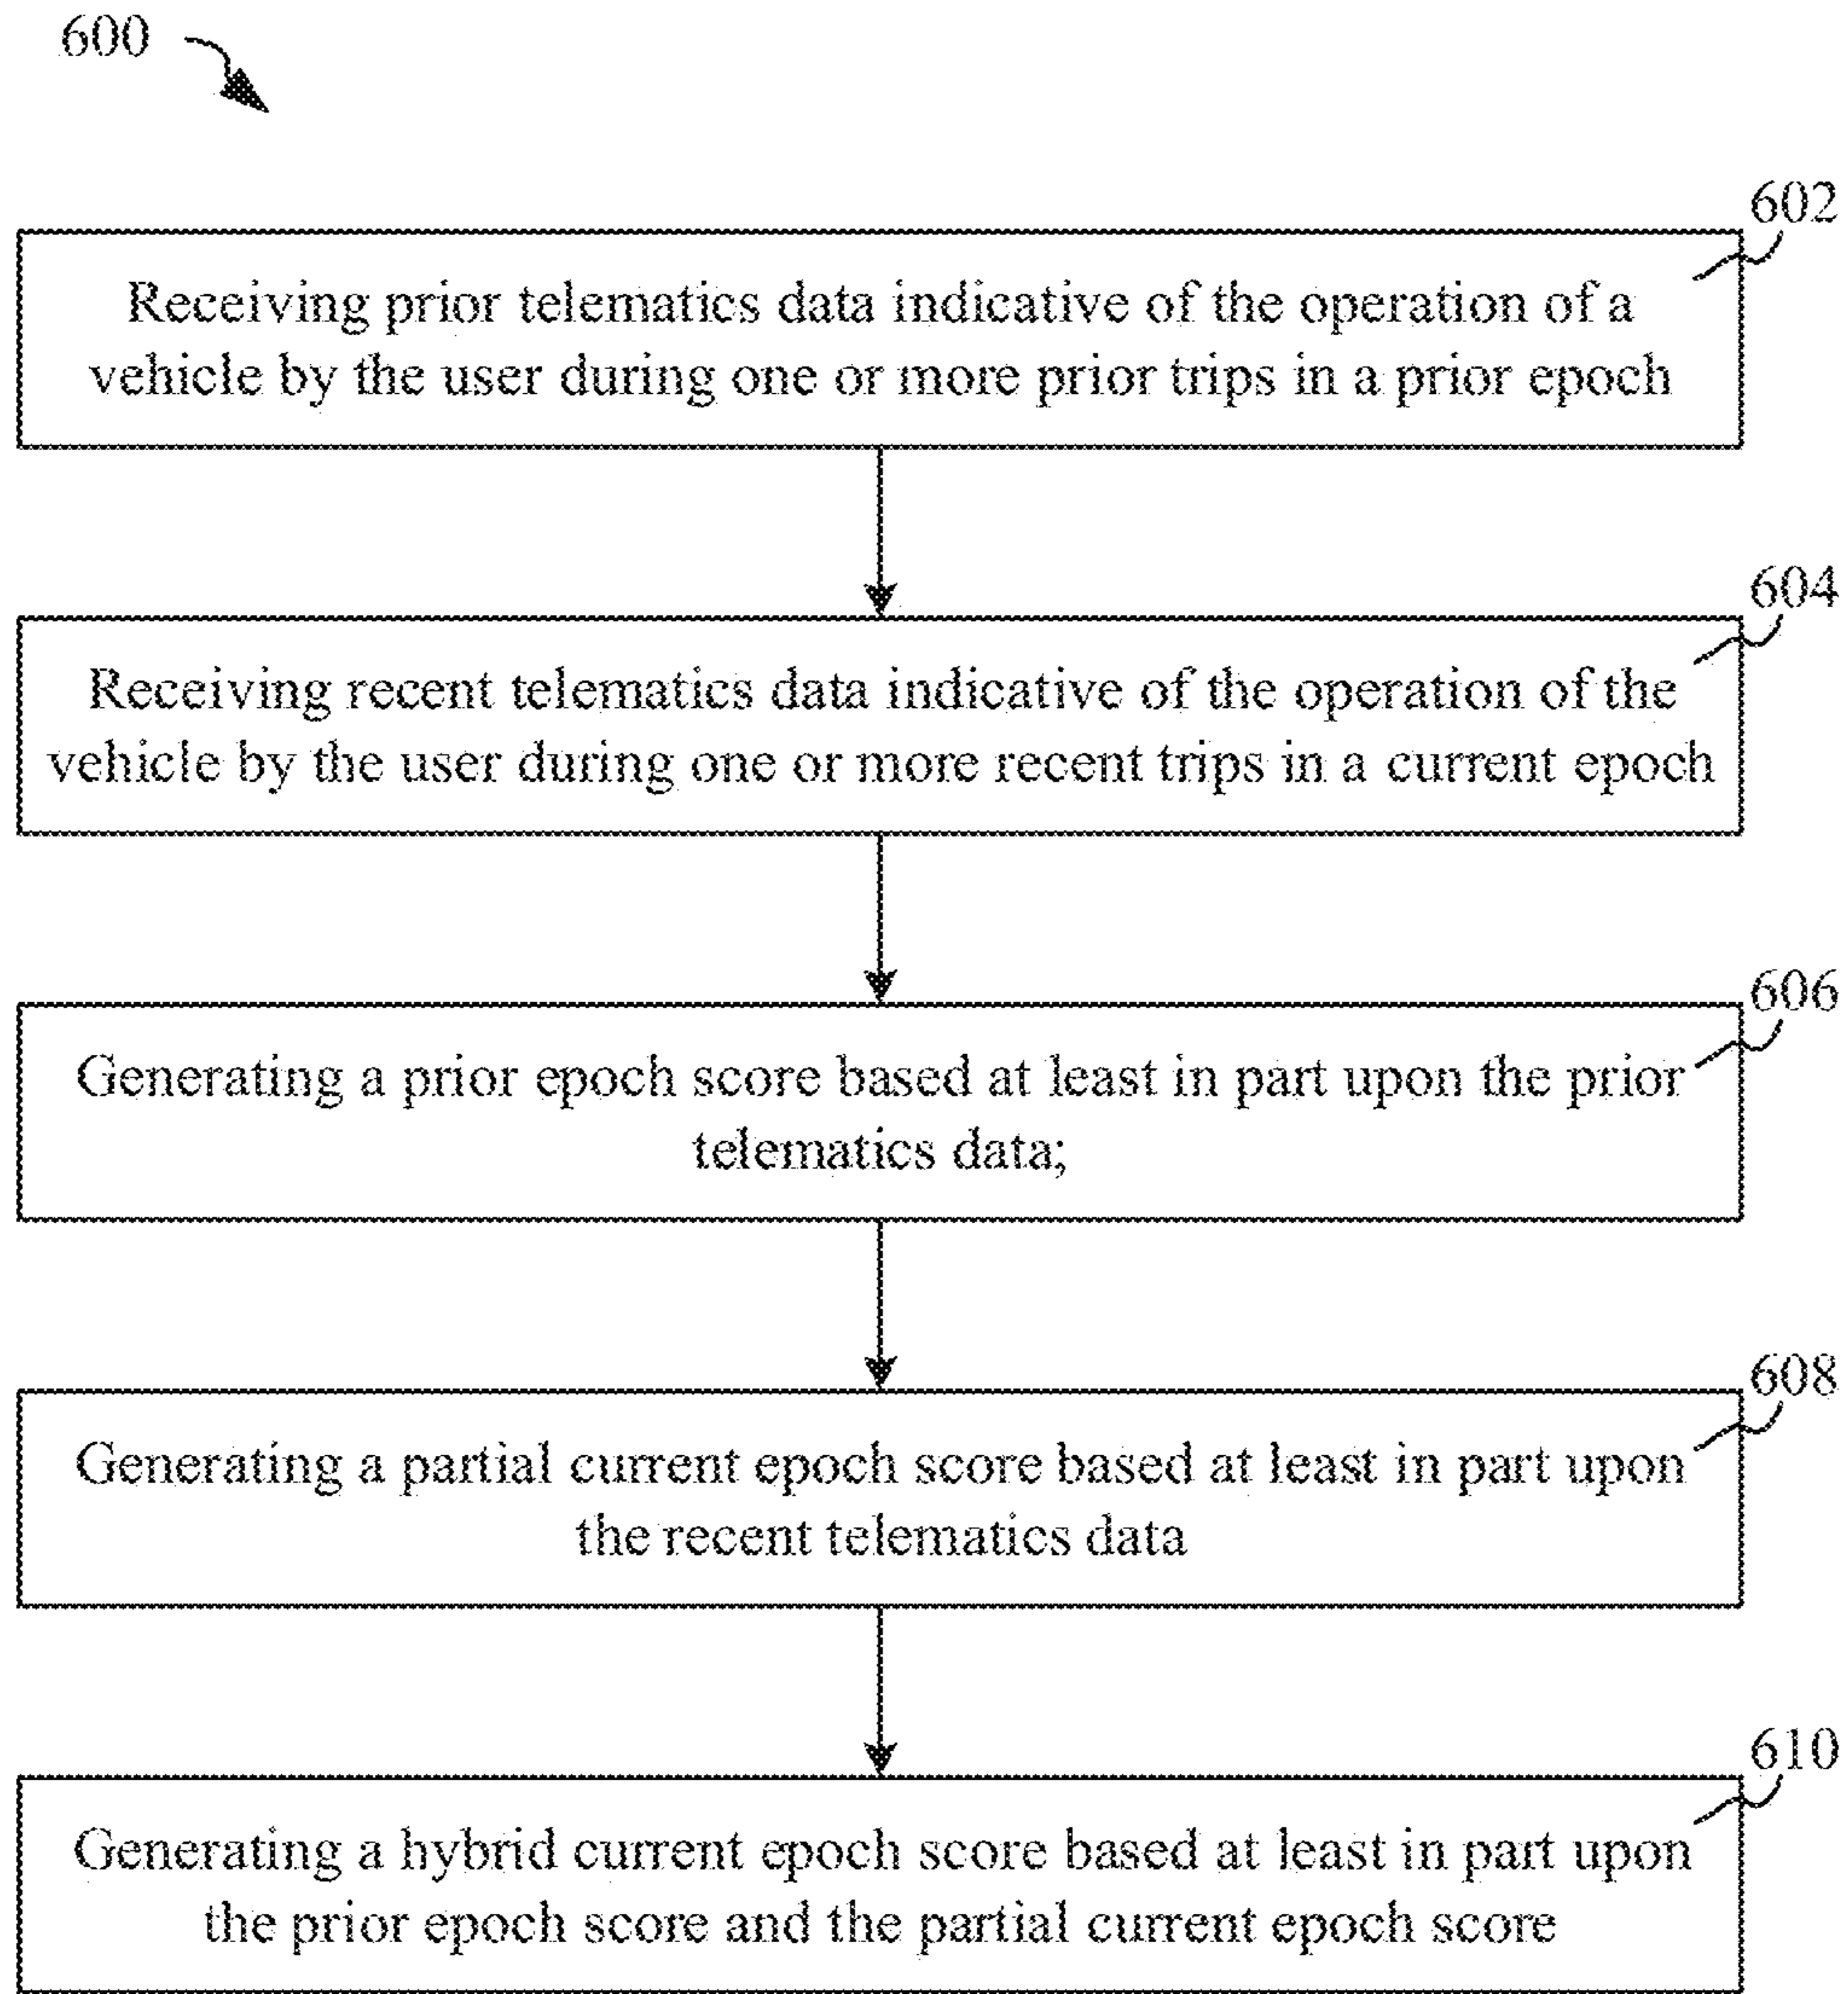 600
602
Receiving prior telematics data indicative of the operation of a
vehicle by the user during one or more prior trips in a prior epoch
604
Receiving recent telematics data indicative of the operation of the
vehicle by the user during one or more recent trips in a current epoch
606
Generating a prior epoch score based at least in part upon the prior
telematics data;
608
Generating a partial current epoch score based at least in part upon
the recent telematics data
610
Generating a hybrid current epoch score based at least in part upon
the prior epoch score and the partial current epoch score